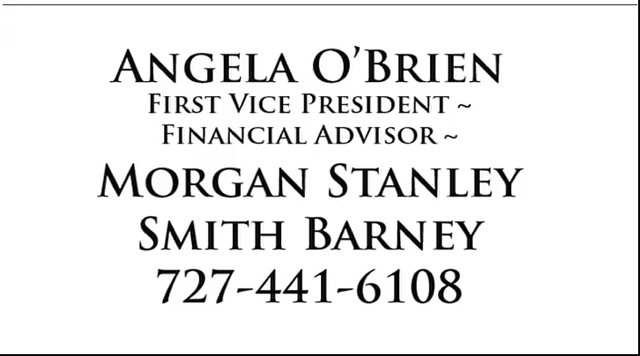 ANGELA O'BRIEN
FIRST VICE PRESIDENT ~
FINANCIAL ADVISOR ~
MORGAN STANLEY
SMITH BARNEY
727-441-6108